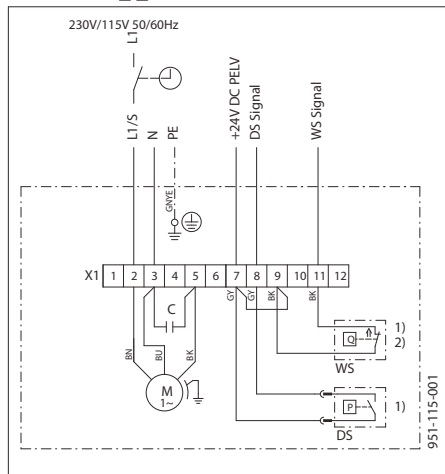 230V/115V 50/60Hz
L1
L1/S
N
PE
+24V DC PELV
DS Signal
WS Signal
GNYE
X1 1 2 3 4 5 6 7 8 9 10 11 12
GY
GY
BK
BK
C
BN
BU
BK
M
1~
Q
1)
2)
WS
P
1)
DS
951-115-001